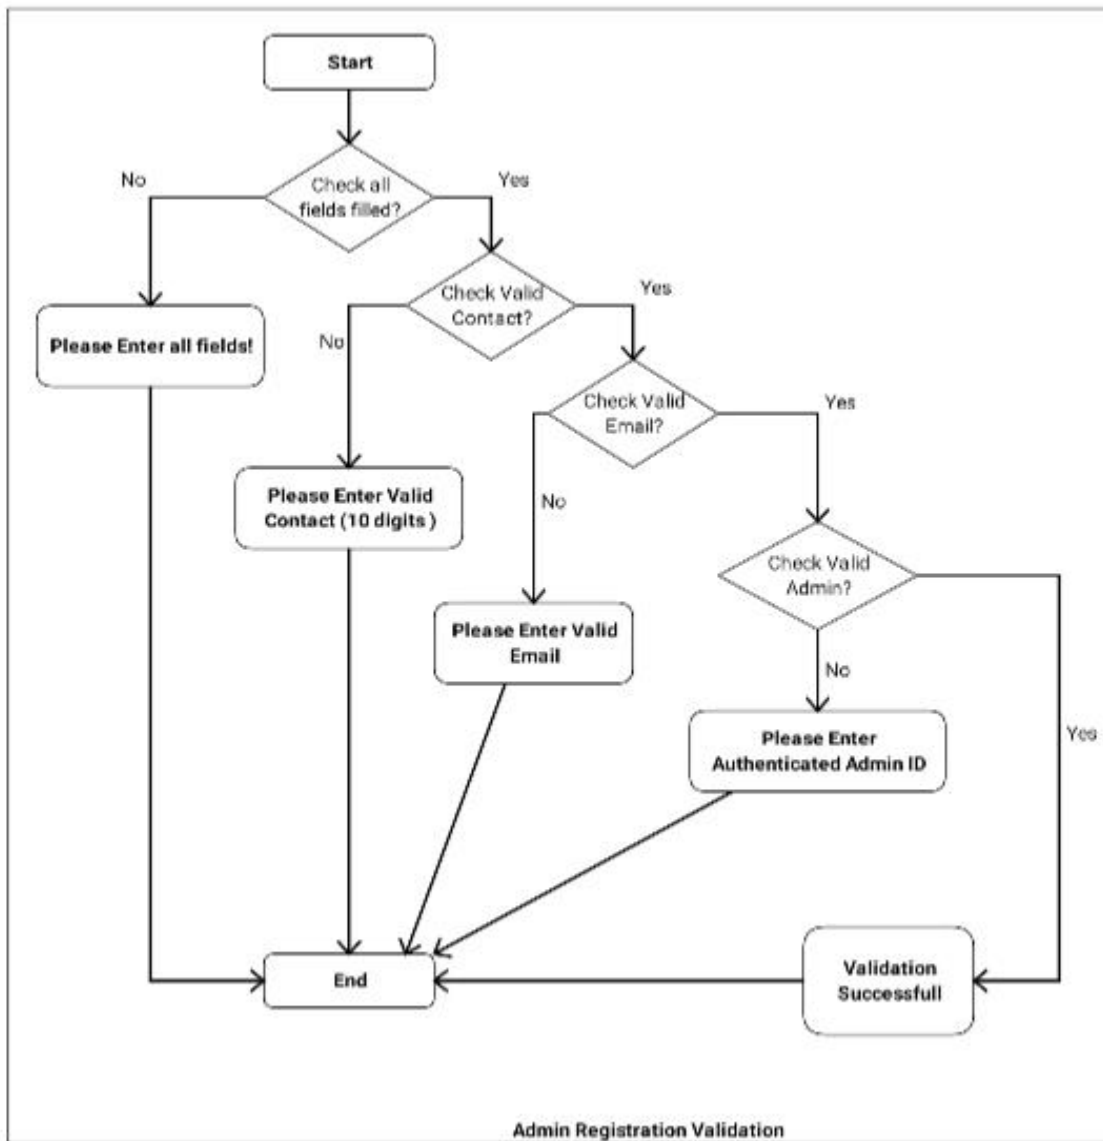 Start
No
Check all
fields filled?
Yes
Check Valid
Contact?
Yes
No
Please Enter all fields!
Check Valid
Email?
Yes
Please Enter Valid
Contact (10 digits )
No
Check Valid
Admin?
Please Enter Valid
Email
No
Please Enter
Authenticated Admin ID
Yes
Validation
Successfull
End
Admin Registration Validation